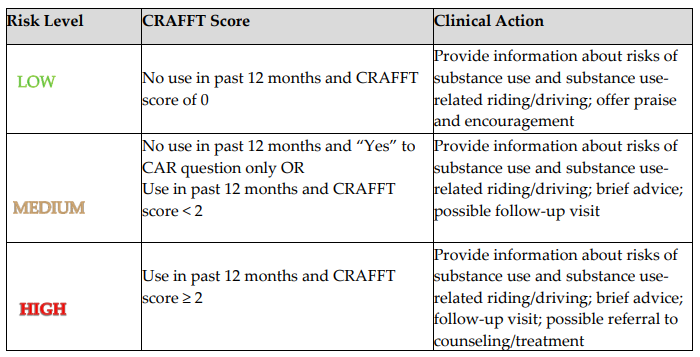 Risk Level
CRAFFT Score
Clinical Action
LOW
No use in past 12 months and CRAFFT
score of 0
Provide information about risks of
substance use and substance use-
related riding/driving; offer praise
and encouragement
MEDIUM
No use in past 12 months and “Yes” to
CAR question only OR
Use in past 12 months and CRAFFT
score < 2
Provide information about risks of
substance use and substance use-
related riding/driving; brief advice;
possible follow-up visit
HIGH
Use in past 12 months and CRAFFT
score ≥ 2
Provide information about risks of
substance use and substance use-
related riding/driving; brief advice;
follow-up visit; possible referral to
counseling/treatment